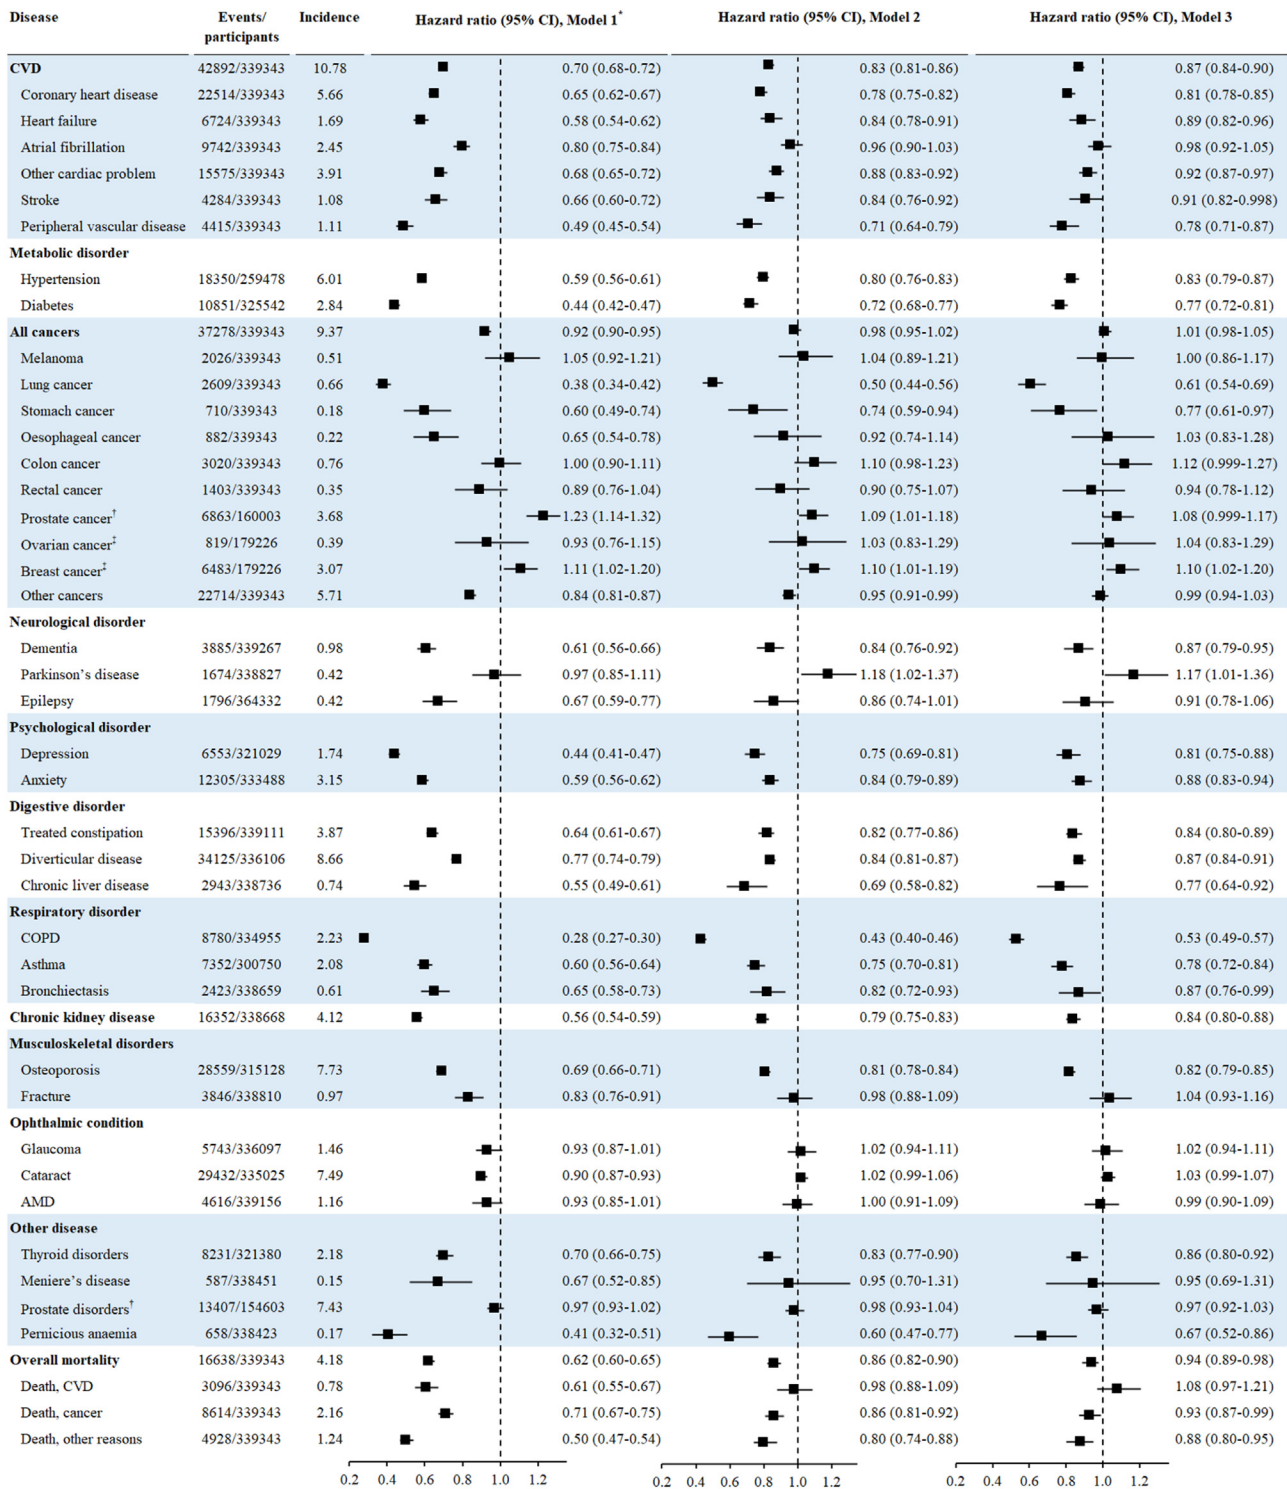 Disease Events/ Incidence Hazard ratio (95% CI), Model 1* Hazard ratio (95% CI), Model 2 Hazard ratio (95% CI), Model 3
participants
CVD 42892/339343 10.78 0.70 (0.68-0.72) 0.83 (0.81-0.86) 0.87 (0.84-0.90)
Coronary heart disease 22514/339343 5.66 0.65 (0.62-0.67) 0.78 (0.75-0.82) 0.81 (0.78-0.85)
Heart failure 6724/339343 1.69 0.58 (0.54-0.62) 0.84 (0.78-0.91) 0.89 (0.82-0.96)
Atrial fibrillation 9742/339343 2.45 0.80 (0.75-0.84) 0.96 (0.90-1.03) 0.98 (0.92-1.05)
Other cardiac problem 15575/339343 3.91 0.68 (0.65-0.72) 0.88 (0.83-0.92) 0.92 (0.87-0.97)
Stroke 4284/339343 1.08 0.66 (0.60-0.72) 0.84 (0.76-0.92) 0.91 (0.82-0.998)
Peripheral vascular disease 4415/339343 1.11 0.49 (0.45-0.54) 0.71 (0.64-0.79) 0.78 (0.71-0.87)
Metabolic disorder
Hypertension 18350/259478 6.01 0.59 (0.56-0.61) 0.80 (0.76-0.83) 0.83 (0.79-0.87)
Diabetes 10851/325542 2.84 0.44 (0.42-0.47) 0.72 (0.68-0.77) 0.77 (0.72-0.81)
All cancers 37278/339343 9.37 0.92 (0.90-0.95) 0.98 (0.95-1.02) 1.01 (0.98-1.05)
Melanoma 2026/339343 0.51 1.05 (0.92-1.21) 1.04 (0.89-1.21) 1.00 (0.86-1.17)
Lung cancer 2609/339343 0.66 0.38 (0.34-0.42) 0.50 (0.44-0.56) 0.61 (0.54-0.69)
Stomach cancer 710/339343 0.18 0.60 (0.49-0.74) 0.74 (0.59-0.94) 0.77 (0.61-0.97)
Oesophageal cancer 882/339343 0.22 0.65 (0.54-0.78) 0.92 (0.74-1.14) 1.03 (0.83-1.28)
Colon cancer 3020/339343 0.76 1.00 (0.90-1.11) 1.10 (0.98-1.23) 1.12 (0.999-1.27)
Rectal cancer 1403/339343 0.35 0.89 (0.76-1.04) 0.90 (0.75-1.07) 0.94 (0.78-1.12)
Prostate cancer† 6863/160003 3.68 1.23 (1.14-1.32) 1.09 (1.01-1.18) 1.08 (0.999-1.17)
Ovarian cancer‡ 819/179226 0.39 0.93 (0.76-1.15) 1.03 (0.83-1.29) 1.04 (0.83-1.29)
Breast cancer‡ 6483/179226 3.07 1.11 (1.02-1.20) 1.10 (1.01-1.19) 1.10 (1.02-1.20)
Other cancers 22714/339343 5.71 0.84 (0.81-0.87) 0.95 (0.91-0.99) 0.99 (0.94-1.03)
Neurological disorder
Dementia 3885/339267 0.98 0.61 (0.56-0.66) 0.84 (0.76-0.92) 0.87 (0.79-0.95)
Parkinson's disease 1674/338827 0.42 0.97 (0.85-1.11) 1.18 (1.02-1.37) 1.17 (1.01-1.36)
Epilepsy 1796/364332 0.42 0.67 (0.59-0.77) 0.86 (0.74-1.01) 0.91 (0.78-1.06)
Psychological disorder
Depression 6553/321029 1.74 0.44 (0.41-0.47) 0.75 (0.69-0.81) 0.81 (0.75-0.88)
Anxiety 12305/333488 3.15 0.59 (0.56-0.62) 0.84 (0.79-0.89) 0.88 (0.83-0.94)
Digestive disorder
Treated constipation 15396/339111 3.87 0.64 (0.61-0.67) 0.82 (0.77-0.86) 0.84 (0.80-0.89)
Diverticular disease 34125/336106 8.66 0.77 (0.74-0.79) 0.84 (0.81-0.87) 0.87 (0.84-0.91)
Chronic liver disease 2943/338736 0.74 0.55 (0.49-0.61) 0.69 (0.58-0.82) 0.77 (0.64-0.92)
Respiratory disorder
COPD 8780/334955 2.23 0.28 (0.27-0.30) 0.43 (0.40-0.46) 0.53 (0.49-0.57)
Asthma 7352/300750 2.08 0.60 (0.56-0.64) 0.75 (0.70-0.81) 0.78 (0.72-0.84)
Bronchiectasis 2423/338659 0.61 0.65 (0.58-0.73) 0.82 (0.72-0.93) 0.87 (0.76-0.99)
Chronic kidney disease 16352/338668 4.12 0.56 (0.54-0.59) 0.79 (0.75-0.83) 0.84 (0.80-0.88)
Musculoskeletal disorders
Osteoporosis 28559/315128 7.73 0.69 (0.66-0.71) 0.81 (0.78-0.84) 0.82 (0.79-0.85)
Fracture 3846/338810 0.97 0.83 (0.76-0.91) 0.98 (0.88-1.09) 1.04 (0.93-1.16)
Ophthalmic condition
Glaucoma 5743/336097 1.46 0.93 (0.87-1.01) 1.02 (0.94-1.11) 1.02 (0.94-1.11)
Cataract 29432/335025 7.49 0.90 (0.87-0.93) 1.02 (0.99-1.06) 1.03 (0.99-1.07)
AMD 4616/339156 1.16 0.93 (0.85-1.01) 1.00 (0.91-1.09) 0.99 (0.90-1.09)
Other disease
Thyroid disorders 8231/321380 2.18 0.70 (0.66-0.75) 0.83 (0.77-0.90) 0.86 (0.80-0.92)
Meniere's disease 587/338451 0.15 0.67 (0.52-0.85) 0.95 (0.70-1.31) 0.95 (0.69-1.31)
Prostate disorders† 13407/154603 7.43 0.97 (0.93-1.02) 0.98 (0.93-1.04) 0.97 (0.92-1.03)
Pernicious anaemia 658/338423 0.17 0.41 (0.32-0.51) 0.60 (0.47-0.77) 0.67 (0.52-0.86)
Overall mortality 16638/339343 4.18 0.62 (0.60-0.65) 0.86 (0.82-0.90) 0.94 (0.89-0.98)
Death, CVD 3096/339343 0.78 0.61 (0.55-0.67) 0.98 (0.88-1.09) 1.08 (0.97-1.21)
Death, cancer 8614/339343 2.16 0.71 (0.67-0.75) 0.86 (0.81-0.92) 0.93 (0.87-0.99)
Death, other reasons 4928/339343 1.24 0.50 (0.47-0.54) 0.80 (0.74-0.88) 0.88 (0.80-0.95)
0.2 0.4 0.6 0.8 1.0 1.2 0.2 0.4 0.6 0.8 1.0 1.2 0.2 0.4 0.6 0.8 1.0 1.2